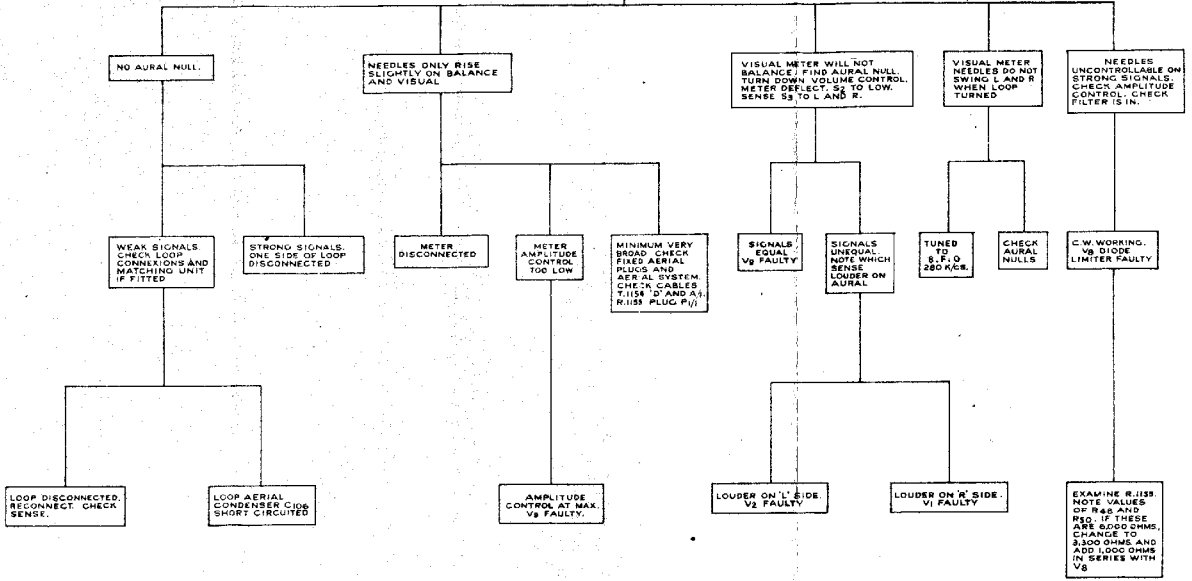 NO AURAL NULL.
NEEDLES ONLY RISE
SLIGHTLY ON BALANCE
AND VISUAL
VISUAL METER WILL NOT
BALANCE; FIND AURAL NULL.
TURN DOWN VOLUME CONTROL.
METER DEFLECT. S2 TO LOW.
SENSE S3 TO L AND R.
VISUAL METER
NEEDLES DO NOT
SWING L AND R
WHEN LOOP
TURNED
NEEDLES
UNCONTROLLABLE ON
STRONG SIGNALS.
CHECK AMPLITUDE
CONTROL. CHECK
FILTER IS IN.
WEAK SIGNALS.
CHECK LOOP
CONNEXIONS AND
MATCHING UNIT
IF FITTED
STRONG SIGNALS.
ONE SIDE OF LOOP
DISCONNECTED
METER
DISCONNECTED
METER
AMPLITUDE
CONTROL
TOO LOW
MINIMUM VERY
BROAD CHECK
FIXED AERIAL
PLUGS AND
AERIAL SYSTEM.
CHECK CABLES
T.1154 'D' AND A/1.
R.1155 PLUG P1/1
SIGNALS
EQUAL
V9 FAULTY
SIGNALS
UNEQUAL.
NOTE WHICH
SENSE
LOUDER ON
AURAL
TUNED
TO
B.F.O
280 K/CS.
CHECK
AURAL
NULLS
C.W. WORKING.
V8 DIODE
LIMITER FAULTY
LOOP DISCONNECTED.
RECONNECT. CHECK
SENSE.
LOOP AERIAL
CONDENSER C106
SHORT CIRCUITED
AMPLITUDE
CONTROL AT MAX.
V9 FAULTY.
LOUDER ON 'L' SIDE.
V2 FAULTY
LOUDER ON 'R' SIDE.
V1 FAULTY
EXAMINE R.1155.
NOTE VALUES
OF R48 AND
R50. IF THESE
ARE 6,000 OHMS,
CHANGE TO
3,300 OHMS AND
ADD 1,000 OHMS
IN SERIES WITH
V8